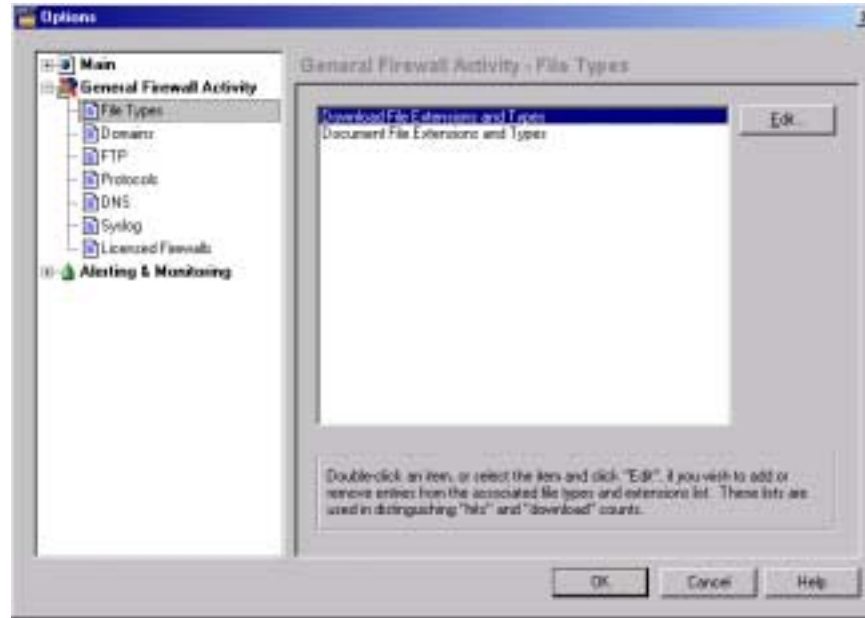 Options
Main
General Firewall Activity
File Types
Domains
FTP
Protocols
DNS
Syslog
Licensed Firewalls
Alerting & Monitoring
General Firewall Activity - File Types
Download File Extensions and Types
Document File Extensions and Types
Edit...
Double-click an item, or select the item and click "Edit", if you wish to add or
remove entries from the associated file types and extensions list. These lists are
used in distinguishing "hits" and "download" counts.
OK
Cancel
Help